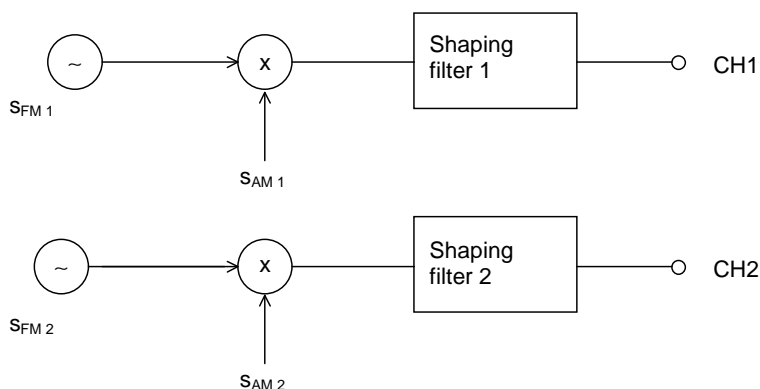 ~
x
Shaping
filter 1
CH1
sFM 1
sAM 1
~
x
Shaping
filter 2
CH2
sFM 2
sAM 2